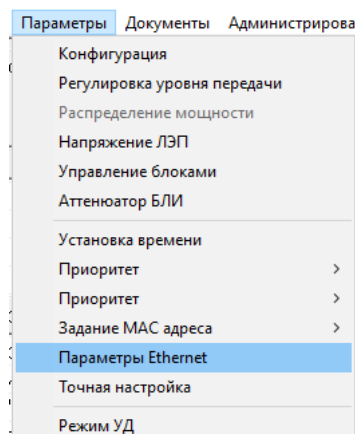 Параметры Документы Администрирова
Конфигурация
Регулировка уровня передачи
Распределение мощности
Напряжение ЛЭП
Управление блоками
Аттенюатор БЛИ
Установка времени
Приоритет
Приоритет
Задание MAC адреса
Параметры Ethernet
Точная настройка
Режим УД